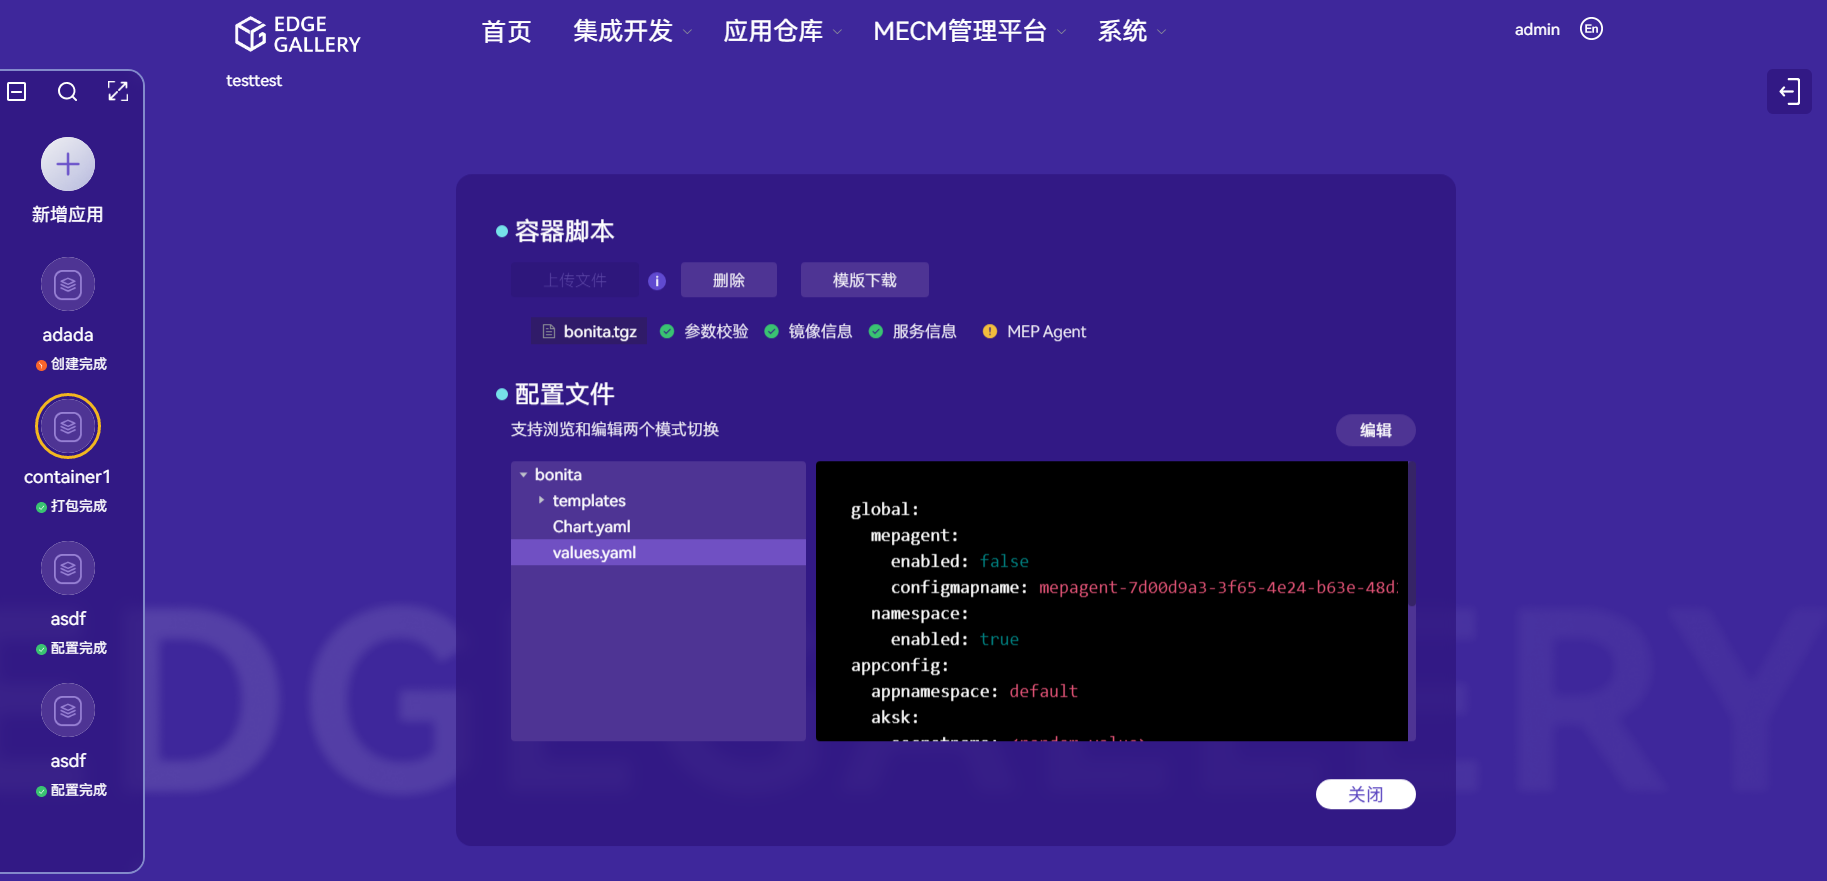 EDGE GALLERY
首页 集成开发 应用仓库 MECM管理平台 系统
admin En
testtest
新增应用
adada
创建完成
container1
打包完成
asdf
配置完成
asdf
配置完成
容器脚本
上传文件 i 删除 模版下载
bonita.tgz 参数校验 镜像信息 服务信息 MEP Agent
配置文件
支持浏览和编辑两个模式切换 编辑
bonita
templates
Chart.yaml
values.yaml
global:
mepagent:
enabled: false
configmapname: mepagent-7d00d9a3-3f65-4e24-b63e-48d
namespace:
enabled: true
appconfig:
appnamespace: default
aksk:
关闭
EDGEGALLERY